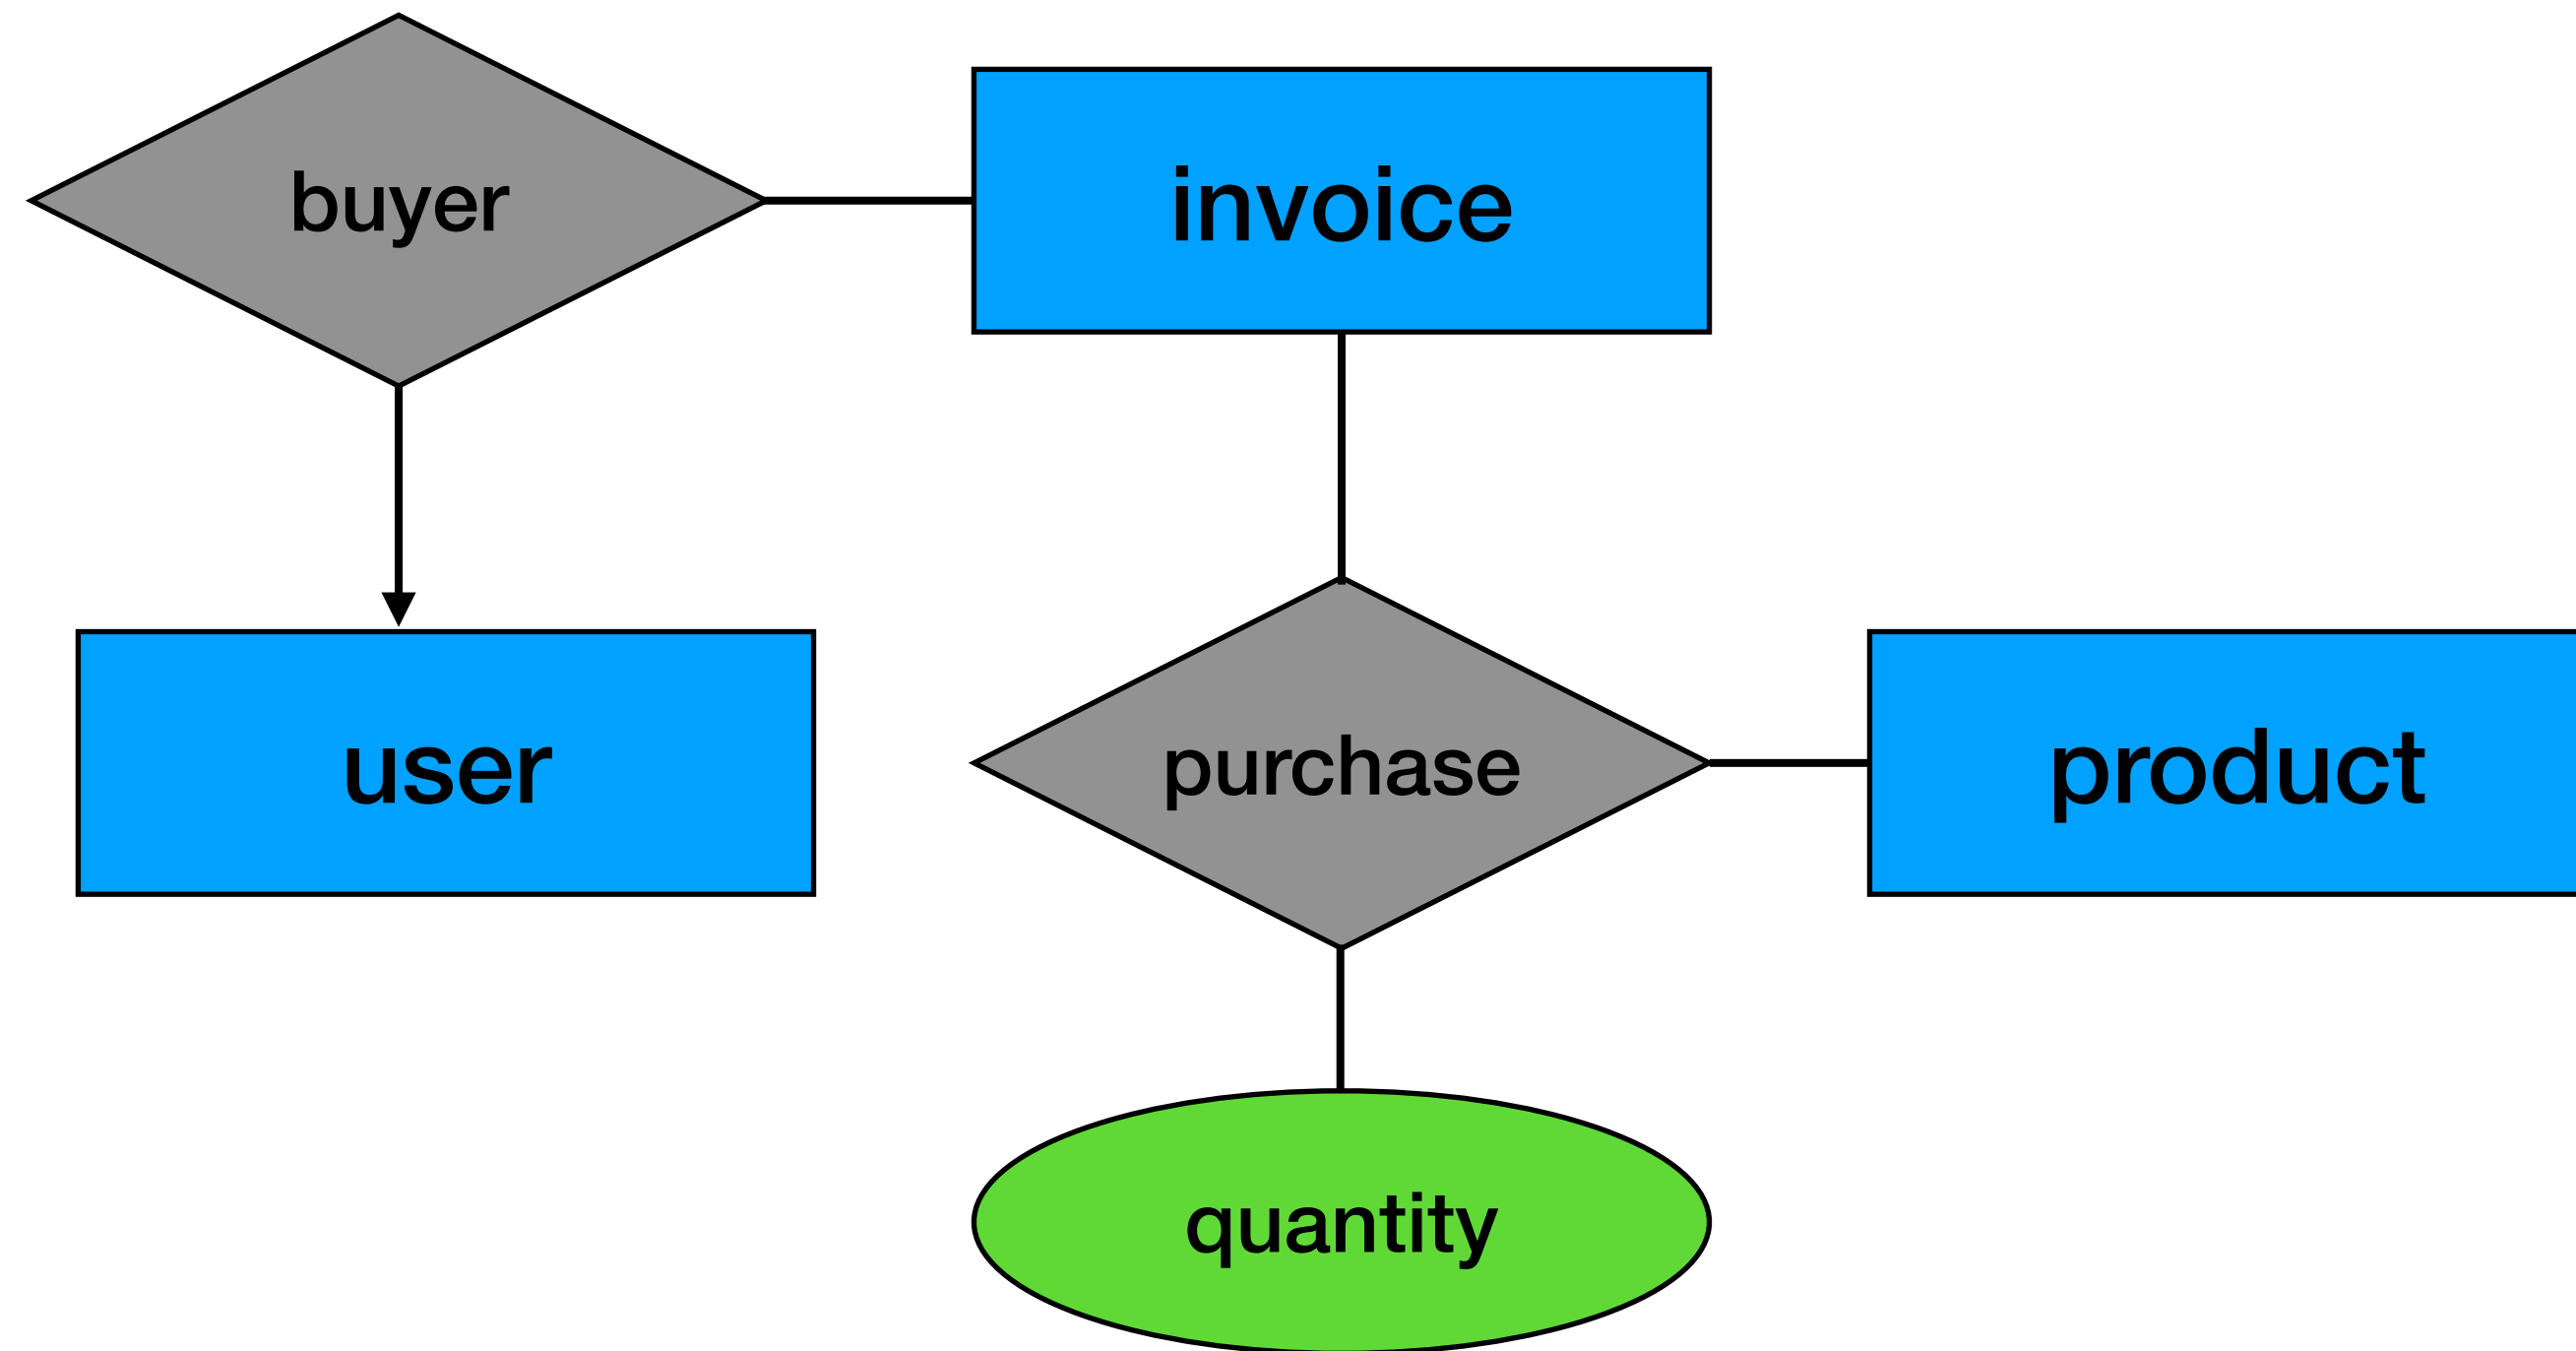 buyer
invoice
user
purchase
product
quantity